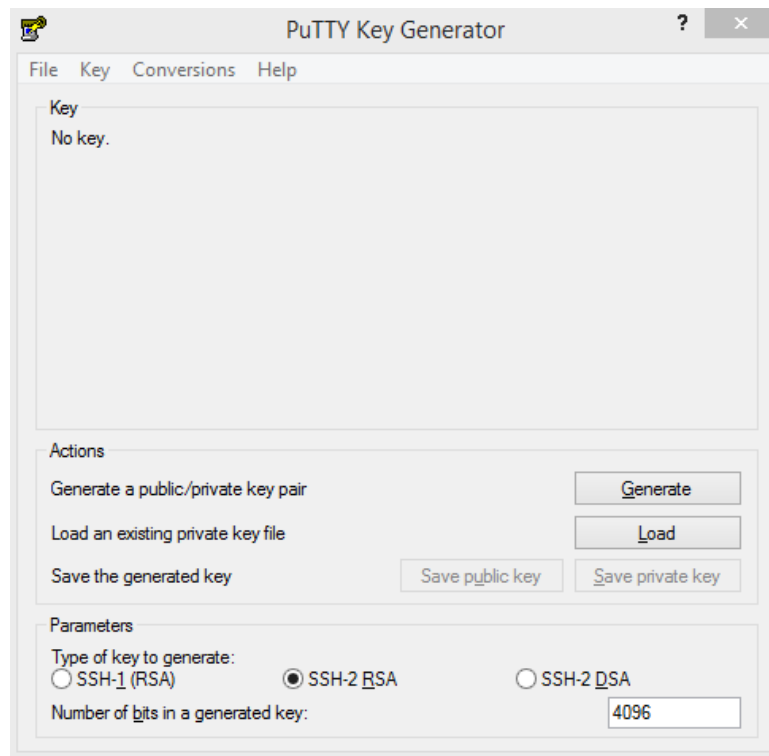 PuTTY Key Generator ?
File Key Conversions Help
Key
No key.
Actions
Generate a public/private key pair Generate
Load an existing private key file Load
Save the generated key Save public key Save private key
Parameters
Type of key to generate:
SSH-1 (RSA) SSH-2 RSA SSH-2 DSA
Number of bits in a generated key: 4096